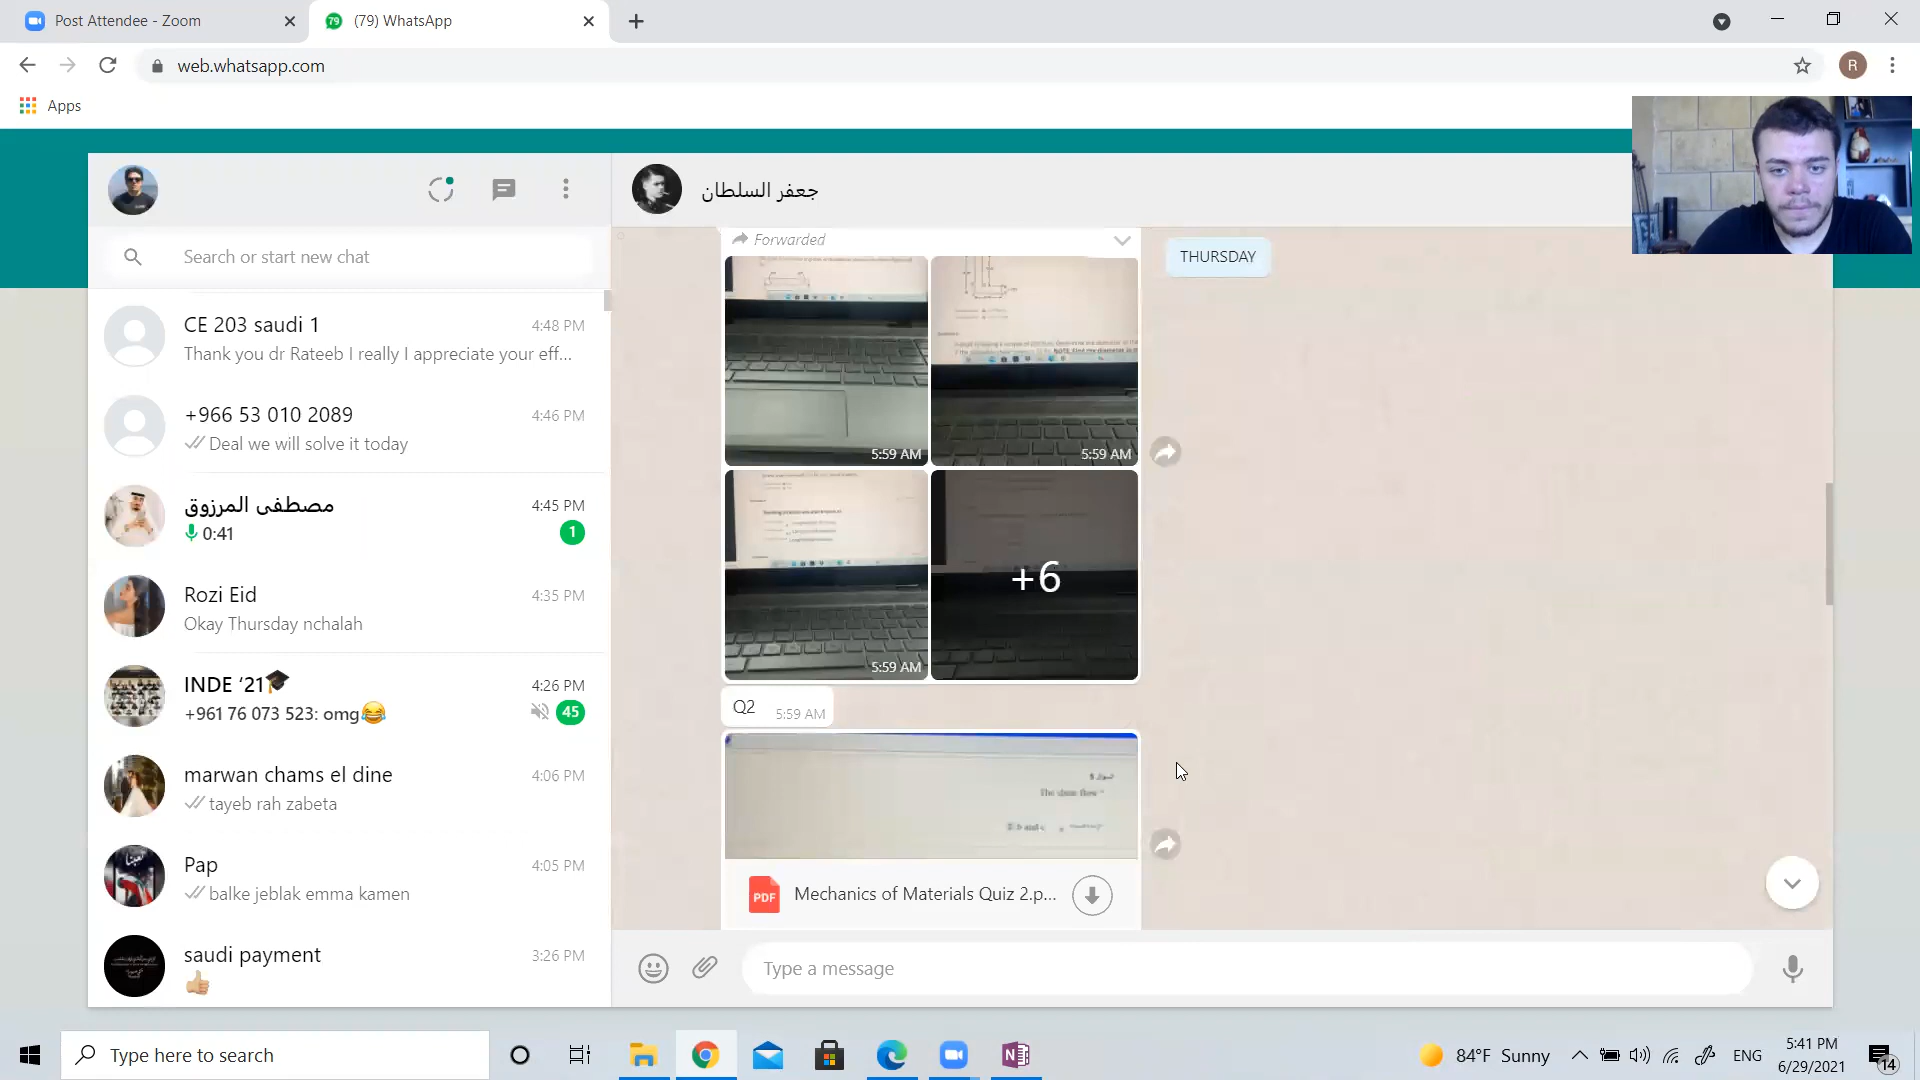 Post Attendee - Zoom
(79) WhatsApp
web.whatsapp.com
R
Apps
Search or start new chat
CE 203 saudi 1
4:48 PM
Thank you dr Rateeb I really I appreciate your eff...
+966 53 010 2089
4:46 PM
Deal we will solve it today
مصطفى المرزوق
4:45 PM
0:41
1
Rozi Eid
4:35 PM
Okay Thursday nchalah
INDE ‘21🎓
4:26 PM
+961 76 073 523: omg😂
45
marwan chams el dine
4:06 PM
tayeb rah zabeta
Pap
4:05 PM
balke jeblak emma kamen
saudi payment
3:26 PM
👍🏼
جعفر السلطان
Forwarded
THURSDAY
5:59 AM
5:59 AM
5:59 AM
+6
Q2
5:59 AM
The shear flow
PDF
Mechanics of Materials Quiz 2.p...
Type a message
Type here to search
84°F Sunny
ENG
5:41 PM
6/29/2021
14